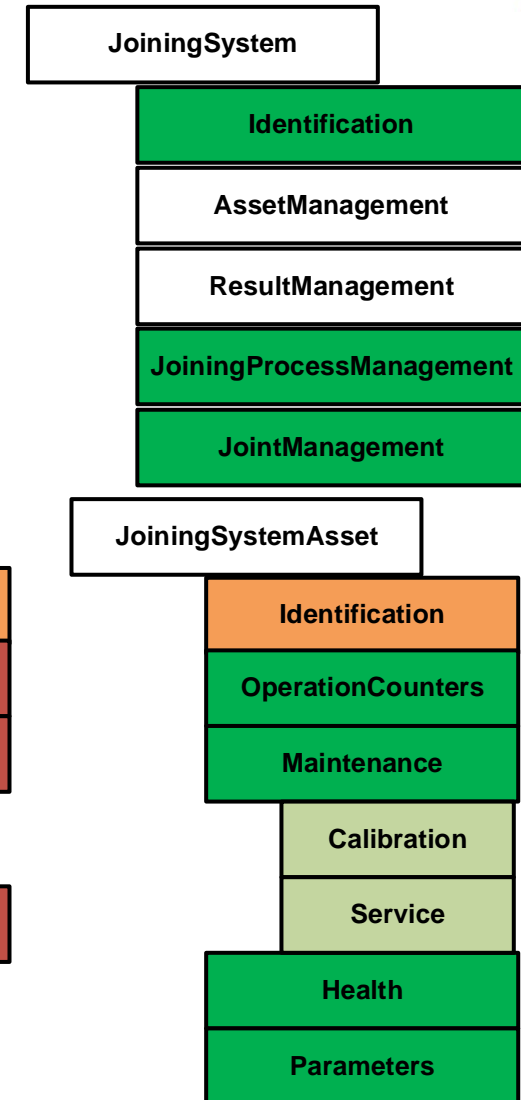 JoiningSystem
Identification
AssetManagement
ResultManagement
JoiningProcessManagement
JointManagement
JoiningSystemAsset
Identification
OperationCounters
Maintenance
Calibration
Service
Health
Parameters